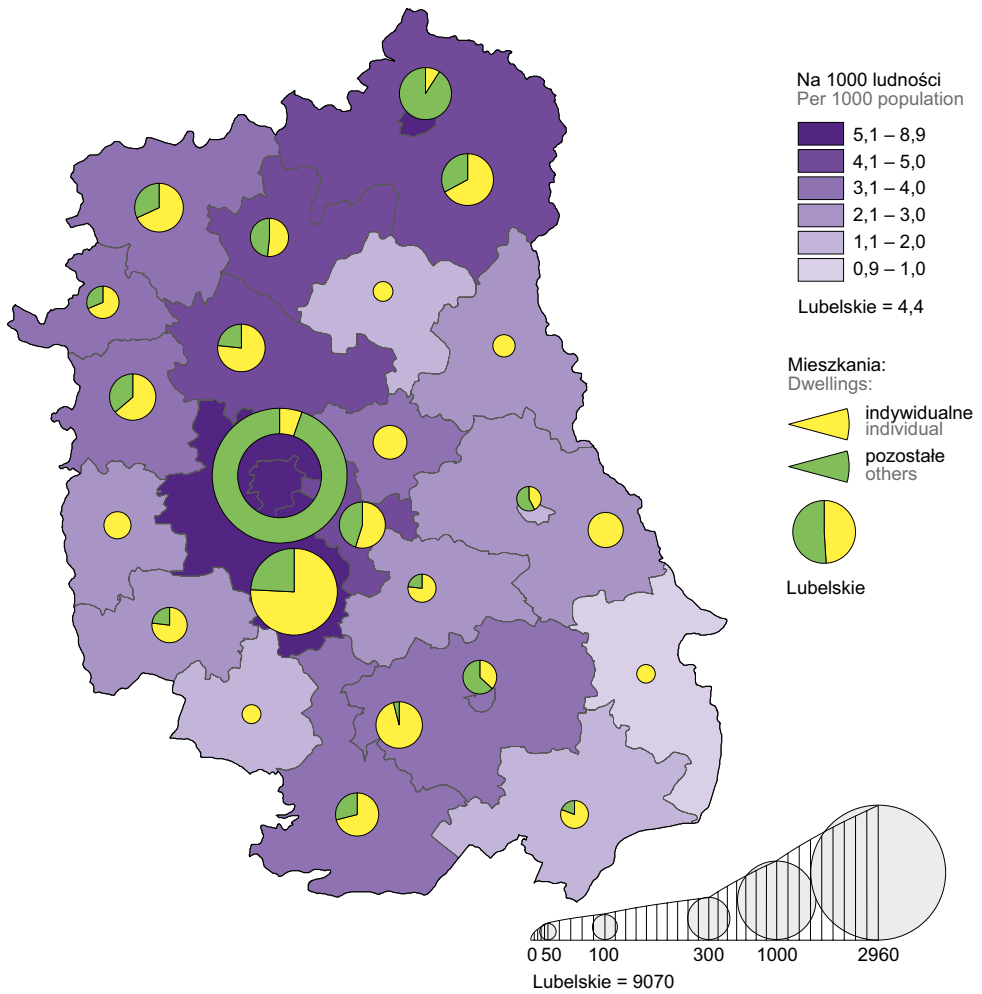 Na 1000 ludności
Per 1000 population
5,1 – 8,9
4,1 – 5,0
3,1 – 4,0
2,1 – 3,0
1,1 – 2,0
0,9 – 1,0
Lubelskie = 4,4
Mieszkania:
Dwellings:
indywidualne
individual
pozostałe
others
Lubelskie
0 50 100 300 1000 2960
Lubelskie = 9070